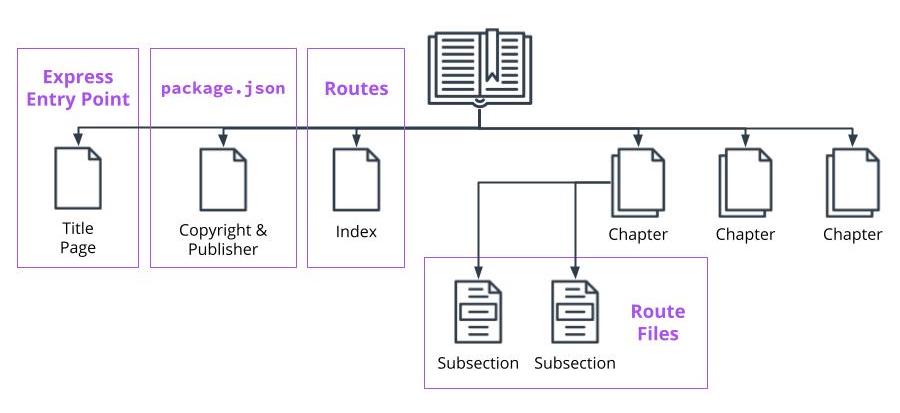 Express
Entry Point
package.json
Routes
Title
Page
Copyright &
Publisher
Index
Chapter
Chapter
Chapter
Subsection
Subsection
Route
Files